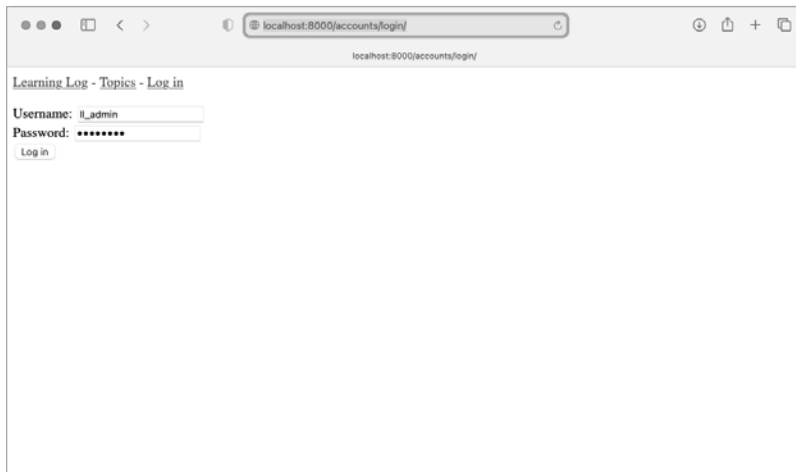 localhost:8000/accounts/login/
localhost:8000/accounts/login/
Learning Log - Topics - Log in
Username: ll_admin
Password: ••••••••
Log in